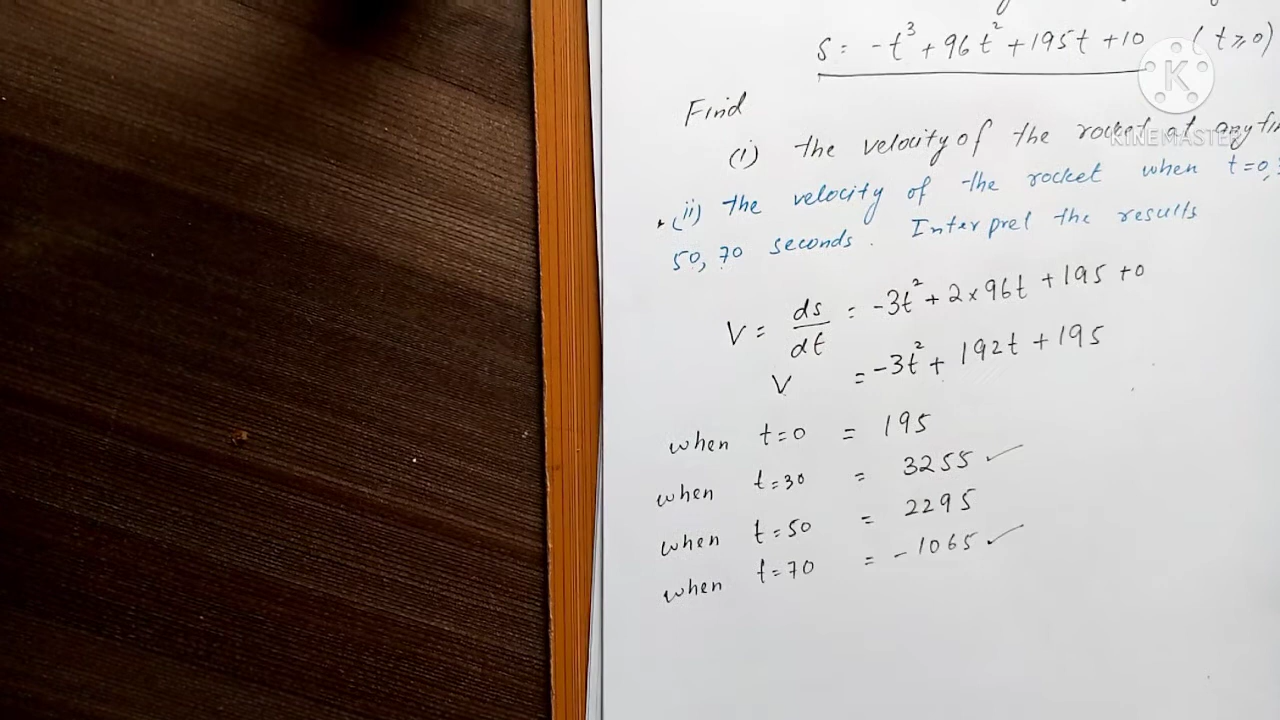 S = -t³ + 96t² + 195t + 10 (t ≥ 0)
K
KINEMASTER
Find
(i) the velocity of the rocket at any
(ii) the velocity of the rocket when t=0,
50, 70 seconds. Interpret the results
V = ds/dt = -3t² + 2×96t + 195 + 0
V = -3t² + 192t + 195
when t=0 = 195
when t=30 = 3255 ✓
when t=50 = 2295
when t=70 = -1065 ✓